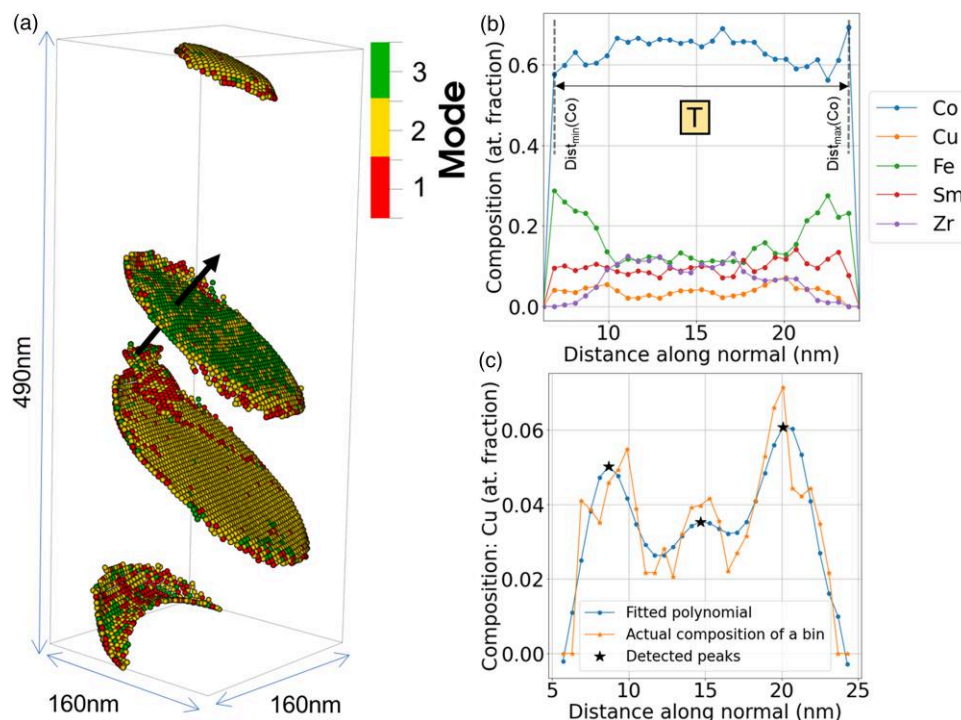 (a)
3
2
1
Mode
490nm
160nm
160nm
(b)
Composition (at. fraction)
0.6
0.4
0.2
0.0
Dist_min(Co)
T
Dist_max(Co)
10
15
20
Distance along normal (nm)
Co
Cu
Fe
Sm
Zr
(c)
Composition: Cu (at. fraction)
0.06
0.04
0.02
0.00
Fitted polynomial
Actual composition of a bin
Detected peaks
5
10
15
20
25
Distance along normal (nm)